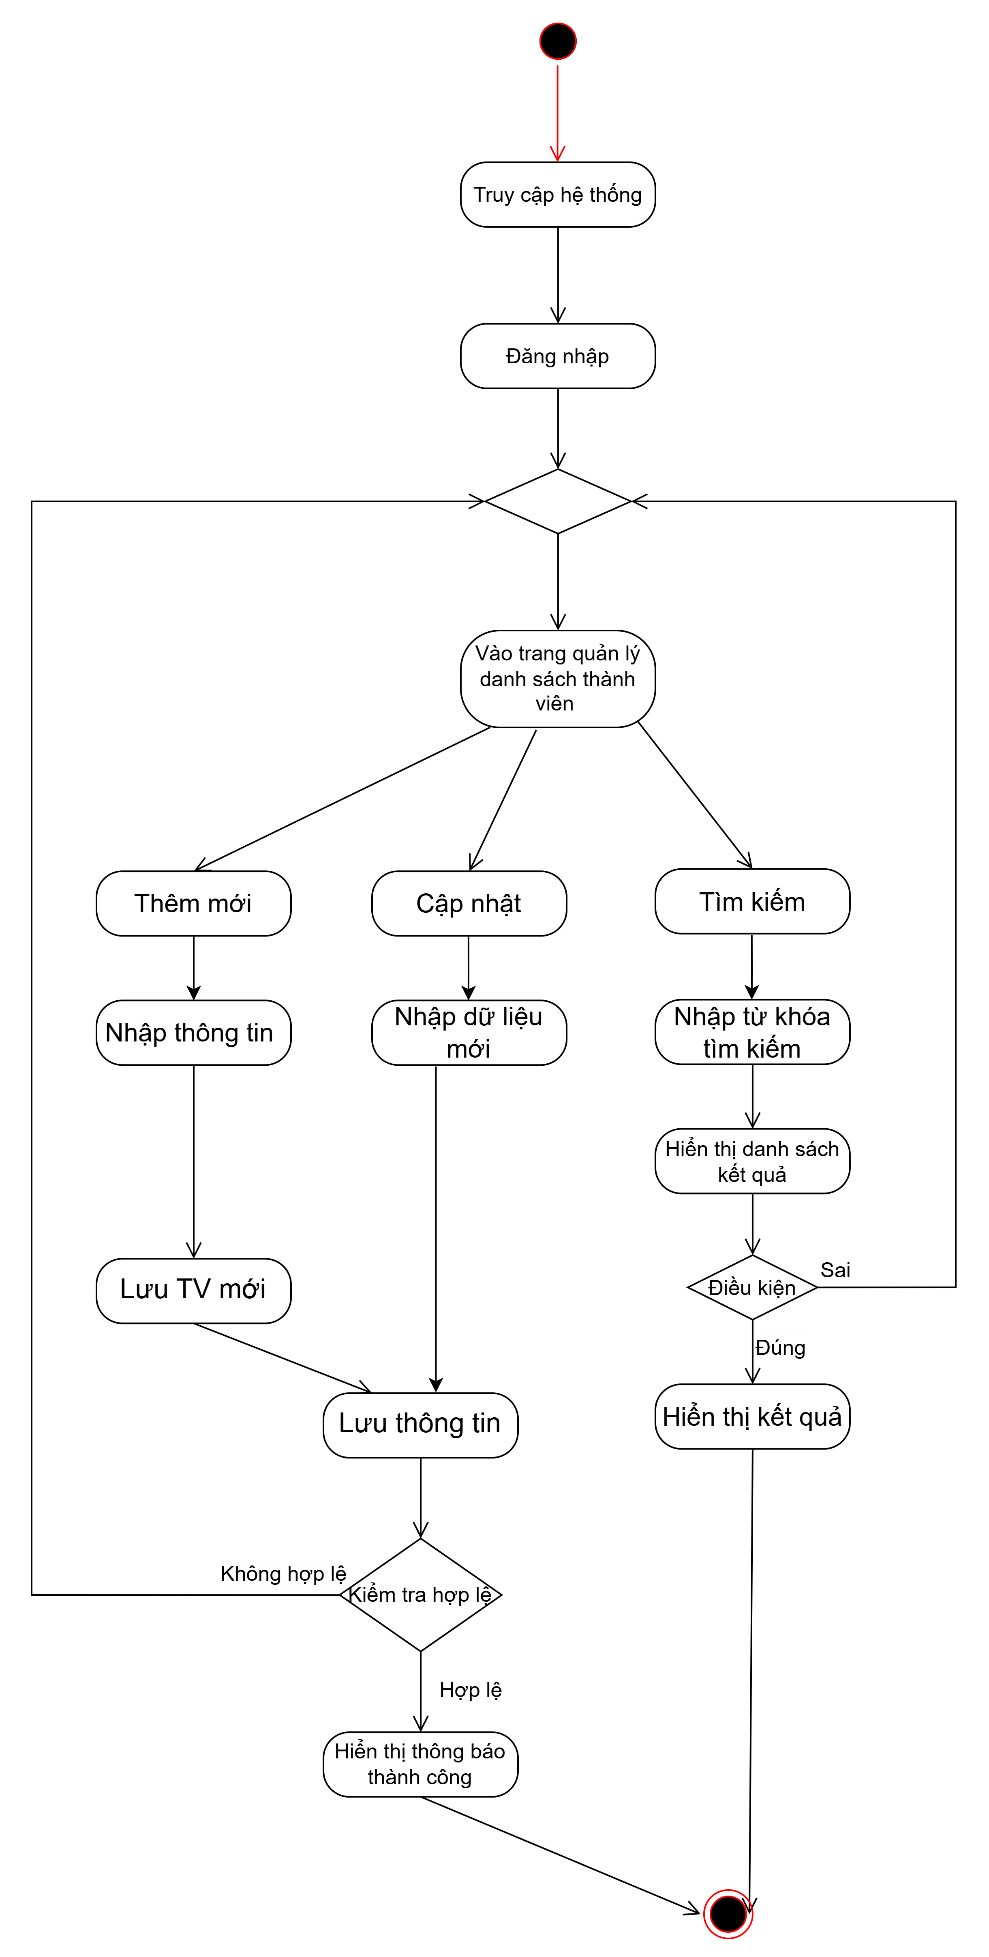 Truy cập hệ thống
Đăng nhập
Vào trang quản lý
danh sách thành
viên
Thêm mới
Cập nhật
Tìm kiếm
Nhập thông tin
Nhập dữ liệu
mới
Nhập từ khóa
tìm kiếm
Hiển thị danh sách
kết quả
Sai
Điều kiện
Lưu TV mới
Đúng
Lưu thông tin
Hiển thị kết quả
Không hợp lệ
Kiểm tra hợp lệ
Hợp lệ
Hiển thị thông báo
thành công